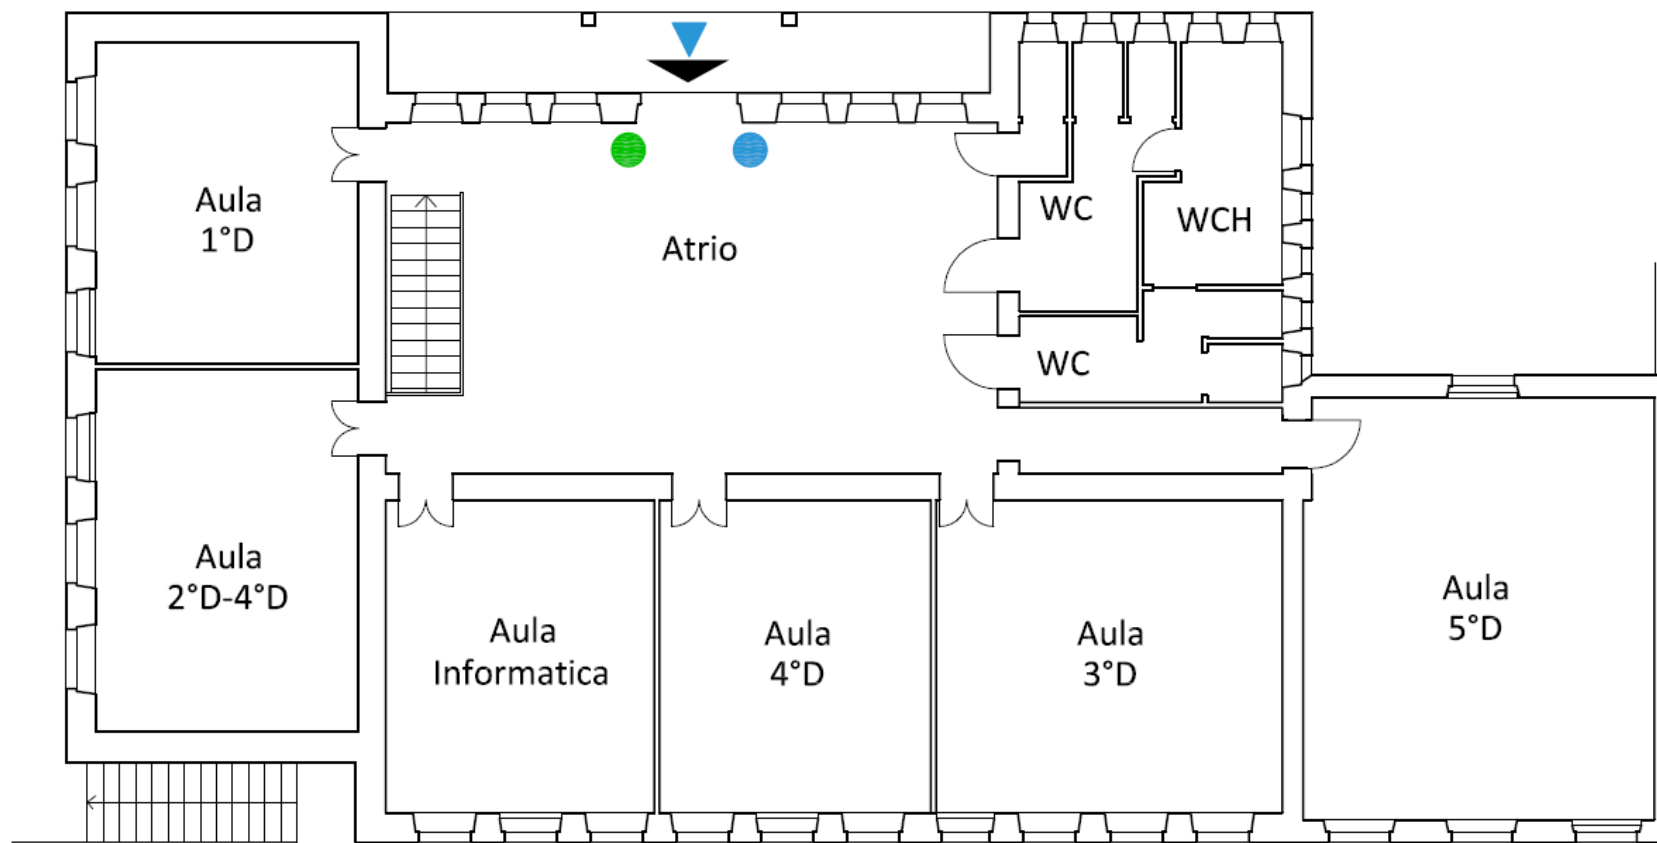 Aula
1°D
Atrio
WC
WCH
WC
Aula
2°D-4°D
Aula
Informatica
Aula
4°D
Aula
3°D
Aula
5°D